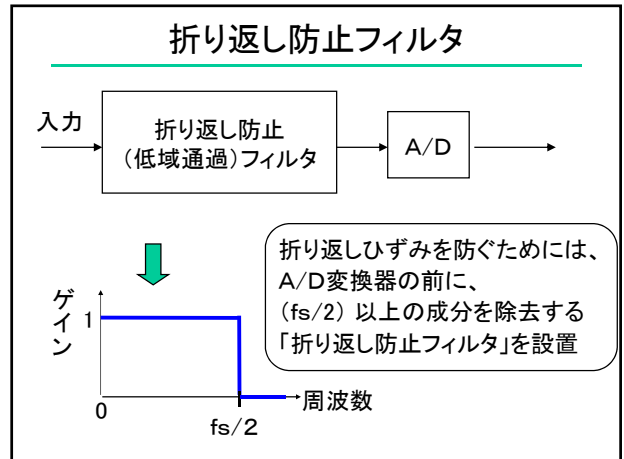 折り返し防止フィルタ
入力
折り返し防止
（低域通過）フィルタ
A/D
折り返しひずみを防ぐためには、
A/D変換器の前に、
(fs/2) 以上の成分を除去する
「折り返し防止フィルタ」を設置
ゲイン
1
0
fs/2
周波数